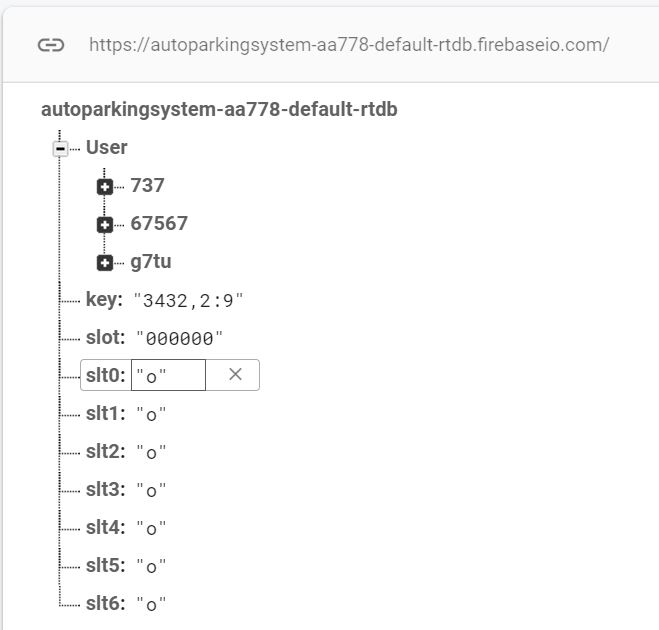 https://autoparkingsystem-aa778-default-rtdb.firebaseio.com/
autoparkingsystem-aa778-default-rtdb
User
737
67567
g7tu
key: "3432,2:9"
slot: "000000"
slt0: "o"
slt1: "o"
slt2: "o"
slt3: "o"
slt4: "o"
slt5: "o"
slt6: "o"